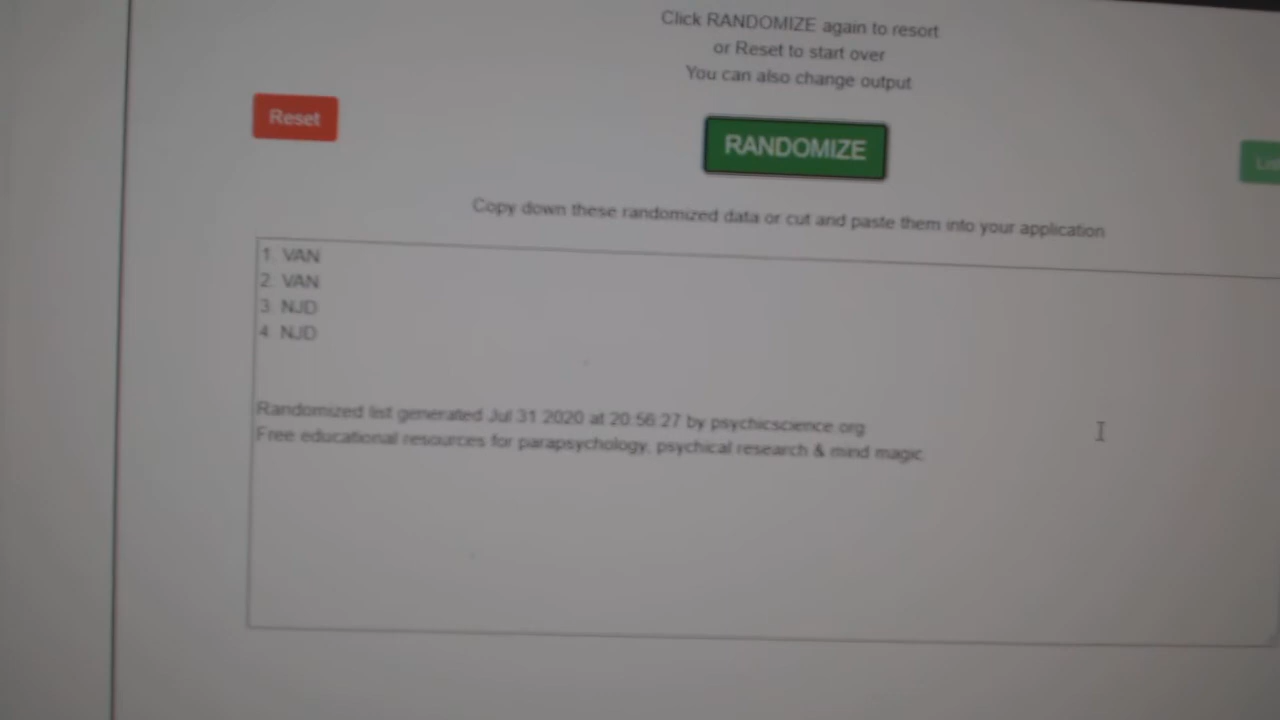 Click RANDOMIZE again to resort
or Reset to start over
You can also change output
Reset
RANDOMIZE
Copy down these randomized data or cut and paste them into your application
1. VAN
2. VAN
3. NJD
4. NJD
Randomized list generated Jul 31 2020 at 20:56:27 by psychicscience.org
Free educational resources for parapsychology, psychical research & mind magic.